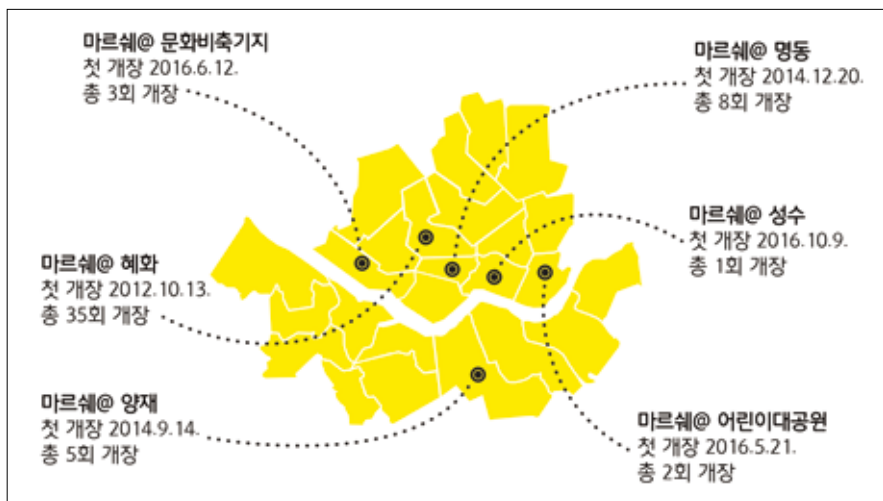 마르쉐@ 문화비축기지
첫 개장 2016.6.12.
총 3회 개장
마르쉐@ 명동
첫 개장 2014.12.20.
총 8회 개장
마르쉐@ 성수
첫 개장 2016.10.9.
총 1회 개장
마르쉐@ 혜화
첫 개장 2012.10.13.
총 35회 개장
마르쉐@ 양재
첫 개장 2014.9.14.
총 5회 개장
마르쉐@ 어린이대공원
첫 개장 2016.5.21.
총 2회 개장